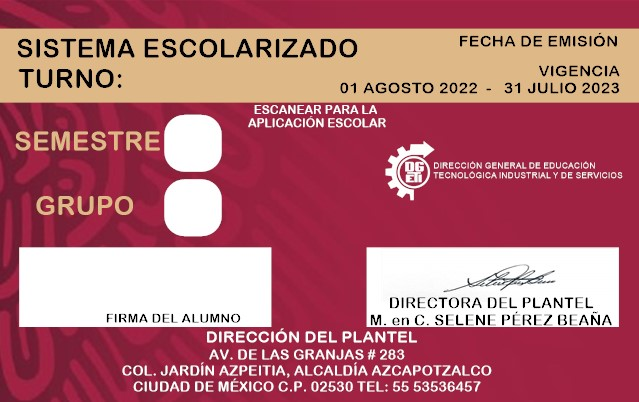 SISTEMA ESCOLARIZADO
TURNO:
FECHA DE EMISIÓN
VIGENCIA
01 AGOSTO 2022 - 31 JULIO 2023
ESCANEAR PARA LA
APLICACIÓN ESCOLAR
SEMESTRE
GRUPO
DGETI
DIRECCIÓN GENERAL DE EDUCACIÓN
TECNOLÓGICA INDUSTRIAL Y DE SERVICIOS
FIRMA DEL ALUMNO
DIRECTORA DEL PLANTEL
M. en C. SELENE PÉREZ BEAÑA
DIRECCIÓN DEL PLANTEL
AV. DE LAS GRANJAS # 283
COL. JARDÍN AZPEITIA, ALCALDÍA AZCAPOTZALCO
CIUDAD DE MÉXICO C.P. 02530 TEL: 55 53536457